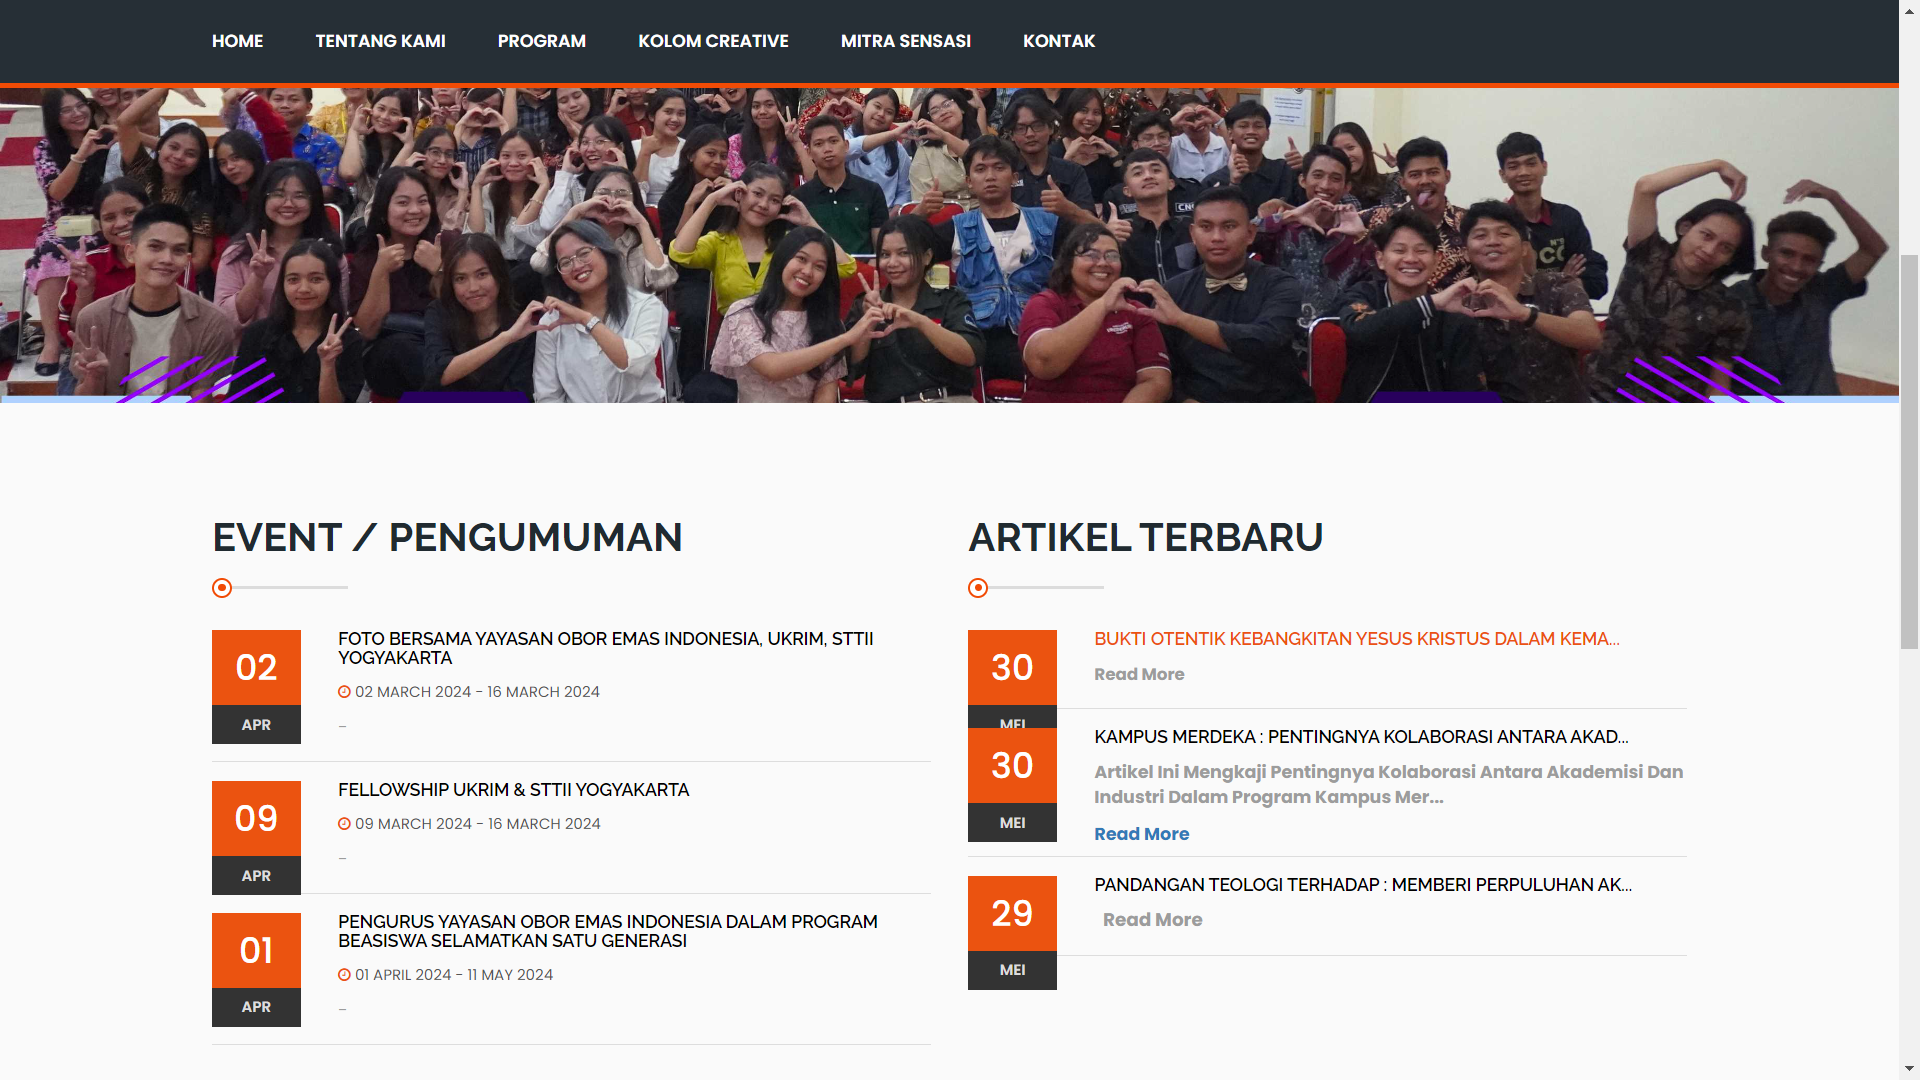 HOME TENTANG KAMI PROGRAM KOLOM CREATIVE MITRA SENSASI KONTAK
EVENT / PENGUMUMAN
02
APR
FOTO BERSAMA YAYASAN OBOR EMAS INDONESIA, UKRIM, STTII
YOGYAKARTA
02 MARCH 2024 - 16 MARCH 2024
-
09
APR
FELLOWSHIP UKRIM & STTII YOGYAKARTA
09 MARCH 2024 - 16 MARCH 2024
-
01
APR
PENGURUS YAYASAN OBOR EMAS INDONESIA DALAM PROGRAM
BEASISWA SELAMATKAN SATU GENERASI
01 APRIL 2024 - 11 MAY 2024
-
ARTIKEL TERBARU
30
MEI
BUKTI OTENTIK KEBANGKITAN YESUS KRISTUS DALAM KEMA...
Read More
30
MEI
KAMPUS MERDEKA : PENTINGNYA KOLABORASI ANTARA AKAD...
Artikel Ini Mengkaji Pentingnya Kolaborasi Antara Akademisi Dan
Industri Dalam Program Kampus Mer...
Read More
29
MEI
PANDANGAN TEOLOGI TERHADAP : MEMBERI PERPULUHAN AK...
Read More